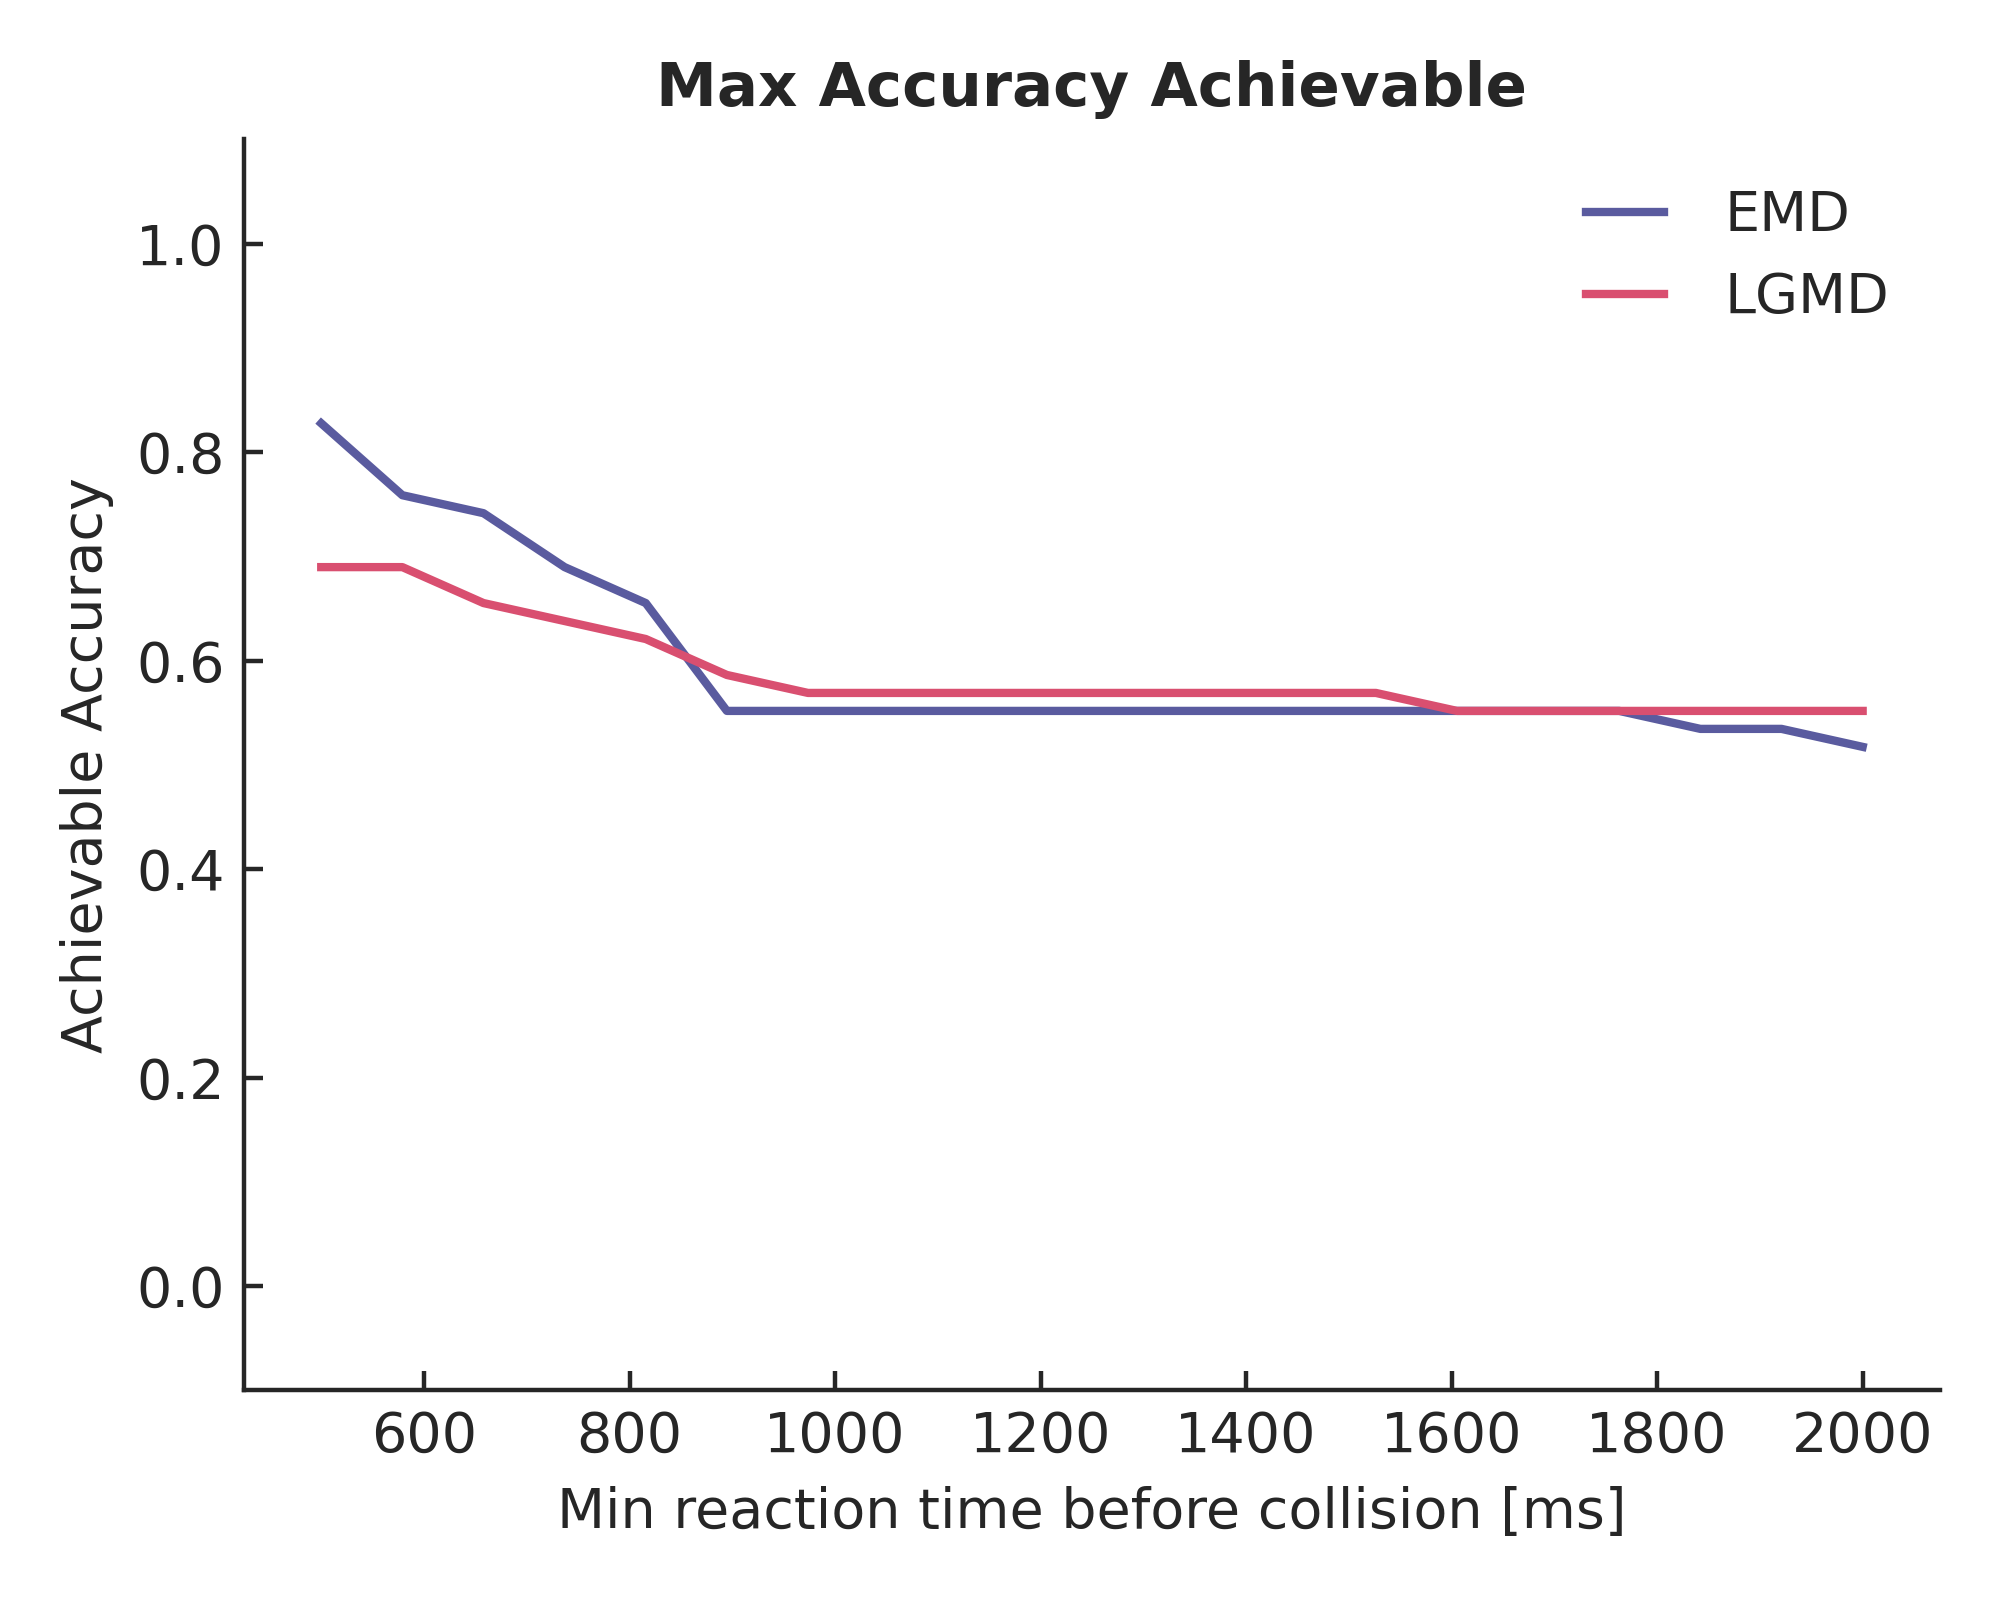 Max Accuracy Achievable
EMD
LGMD
Achievable Accuracy
1.0
0.8
0.6
0.4
0.2
0.0
600 800 1000 1200 1400 1600 1800 2000
Min reaction time before collision [ms]